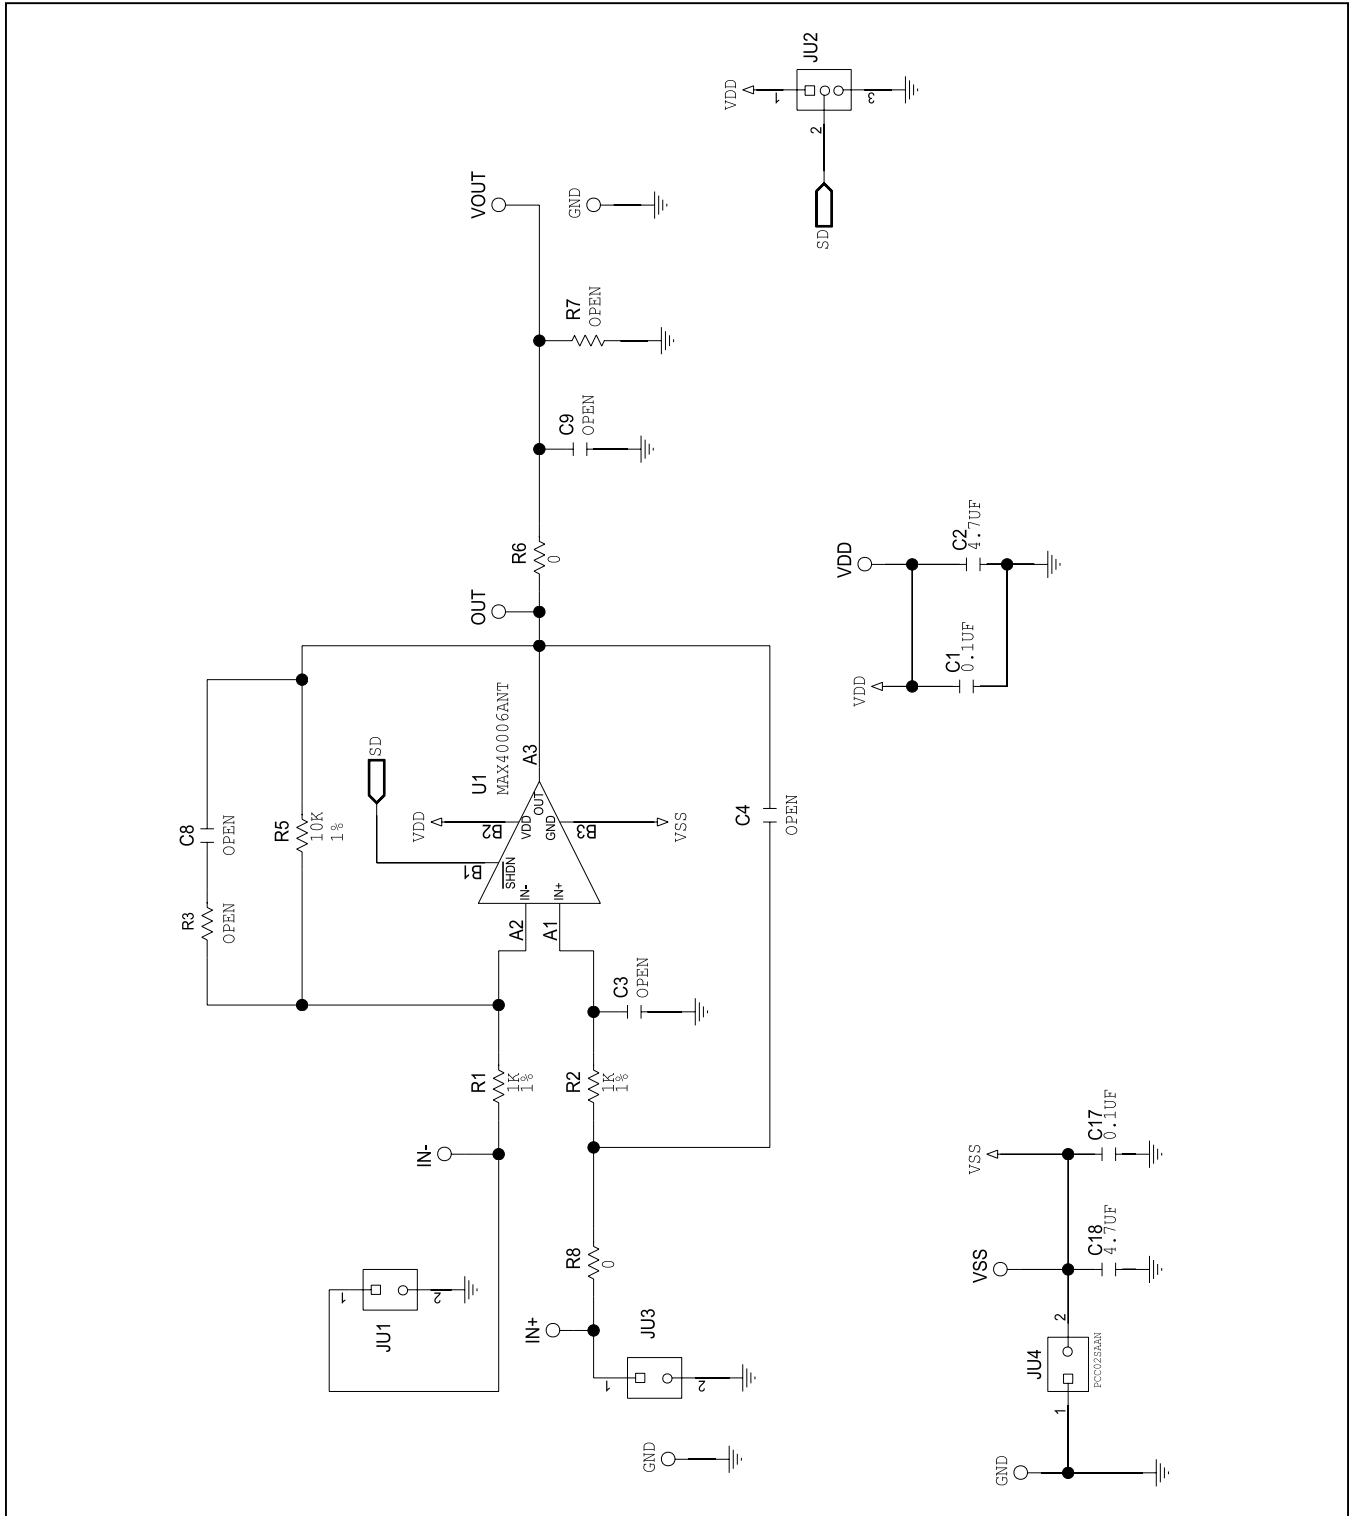 JU2
VDD
1
2
3
SD
VOUT
GND
R7
OPEN
C9
OPEN
R6
0
OUT
VDD
C2
4.7UF
C1
0.1UF
VDD
U1
MAX40006ANT
A3
SD
VDD
B2
VDD
OUT
GND
B3
VSS
B1
SHDN
IN-
IN+
A2
A1
C4
OPEN
C8
OPEN
R5
10K
1%
R3
OPEN
C3
OPEN
R1
1K
1%
R2
1K
1%
IN-
R8
0
IN+
JU1
1
2
JU3
1
2
GND
VSS
C17
0.1UF
VSS
C18
4.7UF
JU4
PCC02SAAN
2
1
GND